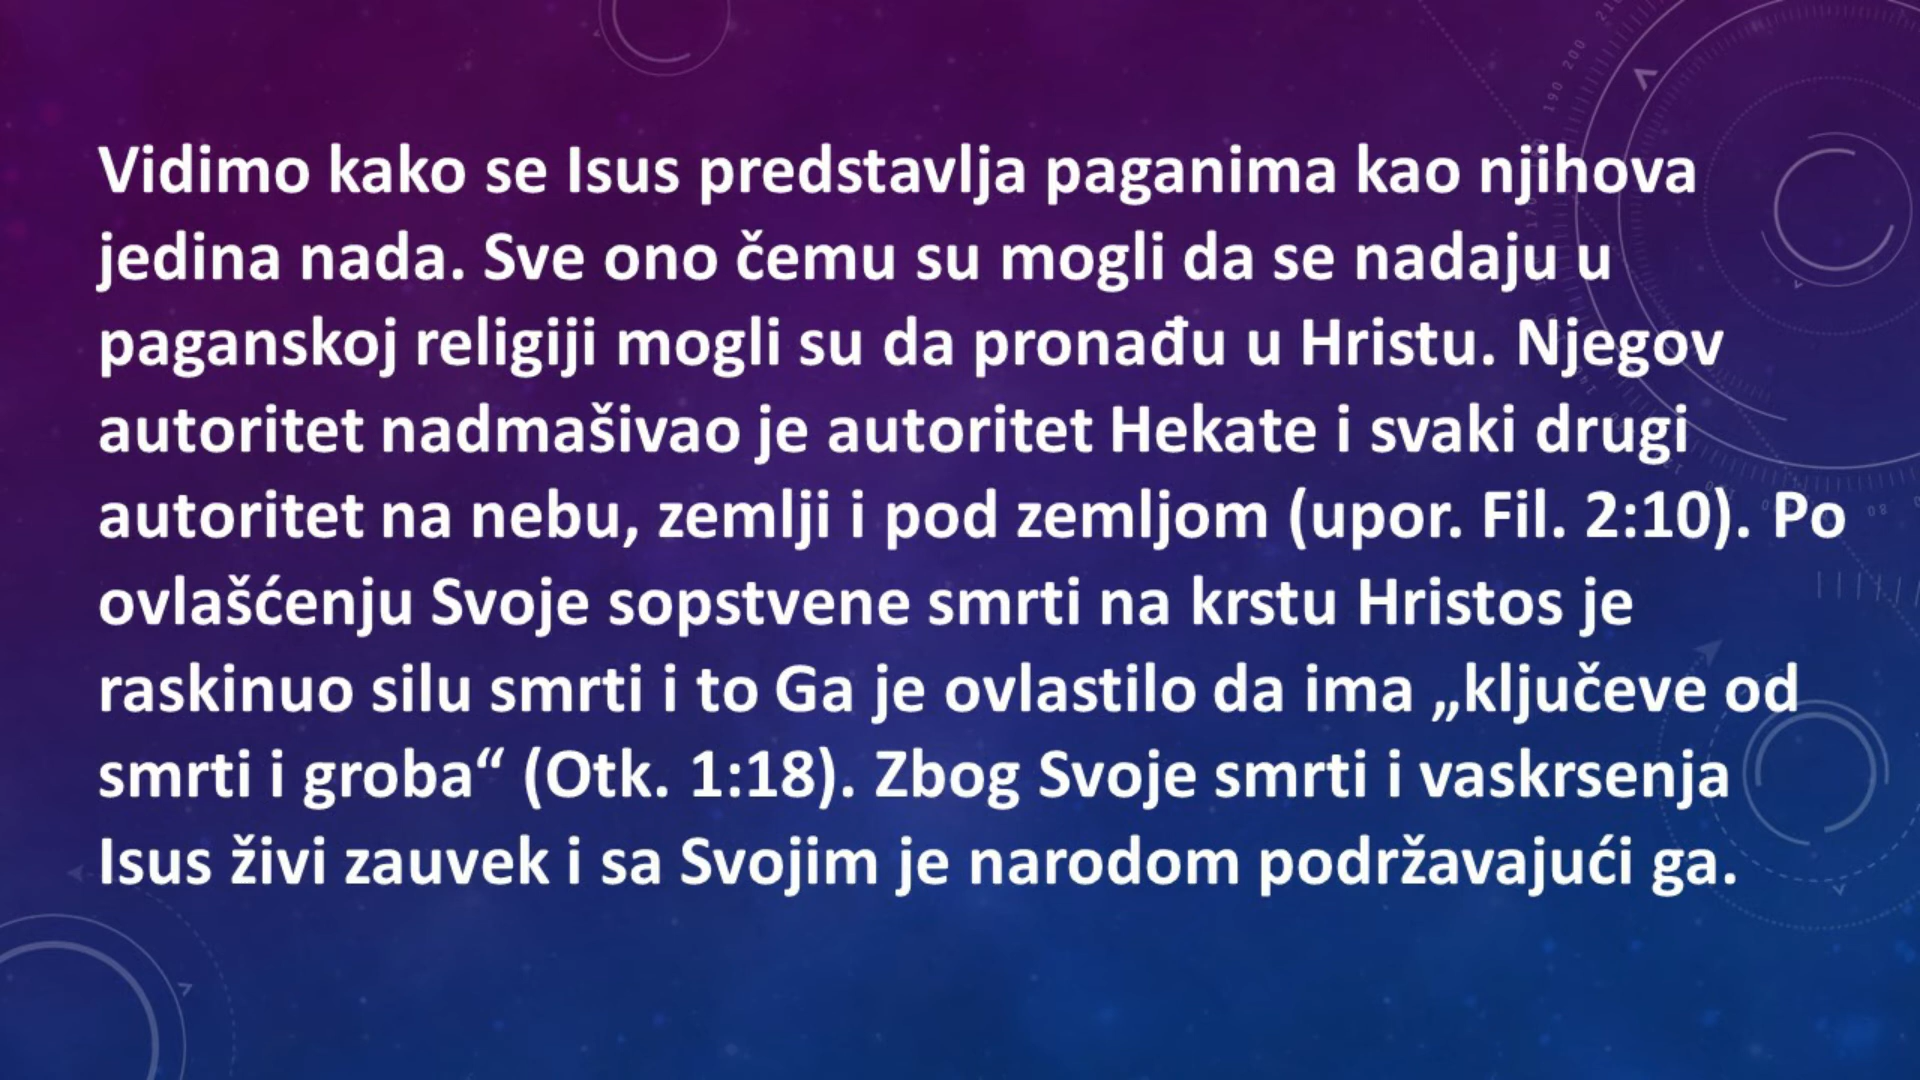 Vidimo kako se Isus predstavlja paganima kao njihova
jedina nada. Sve ono čemu su mogli da se nadaju u
paganskoj religiji mogli su da pronađu u Hristu. Njegov
autoritet nadmašivao je autoritet Hekate i svaki drugi
autoritet na nebu, zemlji i pod zemljom (upor. Fil. 2:10). Po
ovlašćenju Svoje sopstvene smrti na krstu Hristos je
raskinuo silu smrti i to Ga je ovlastilo da ima „ključeve od
smrti i groba“ (Otk. 1:18). Zbog Svoje smrti i vaskrsenja
Isus živi zauvek i sa Svojim je narodom podržavajući ga.